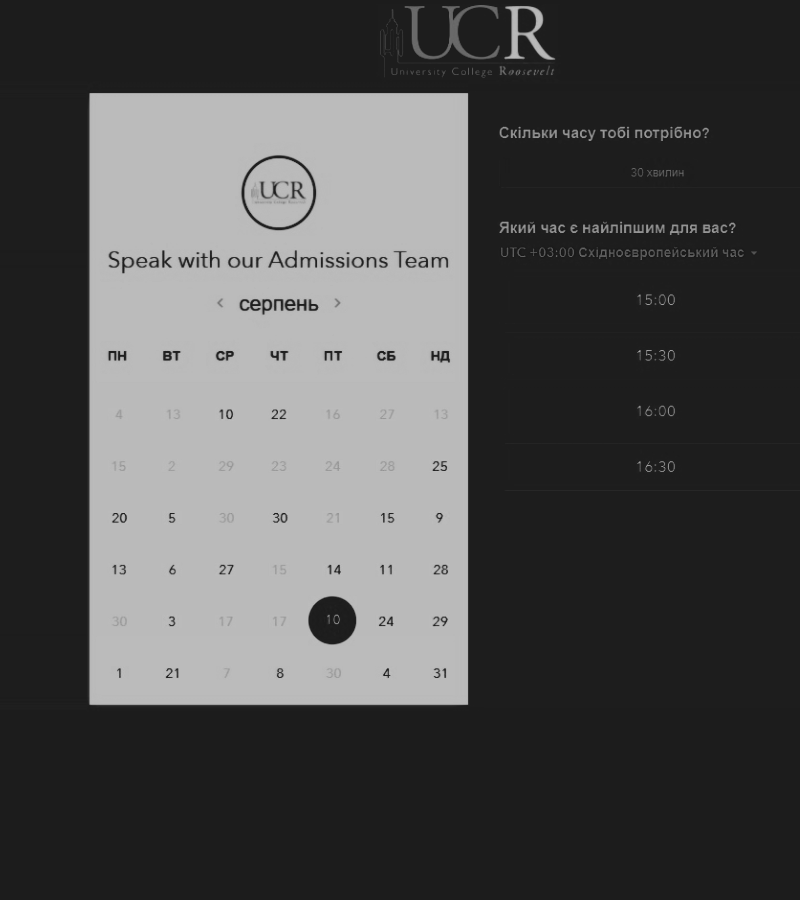 UCR
University College Roosevelt
UCR
Speak with our Admissions Team
< серпень >
ПН ВТ СР ЧТ ПТ СБ НД
4 13 10 22 16 27 13
15 2 29 23 24 28 25
20 5 30 30 21 15 9
13 6 27 15 14 11 28
30 3 17 17 10 24 29
1 21 7 8 30 4 31
Скільки часу тобі потрібно?
30 хвилин
Який час є найліпшим для вас?
UTC +03:00 Східноєвропейський час
15:00
15:30
16:00
16:30